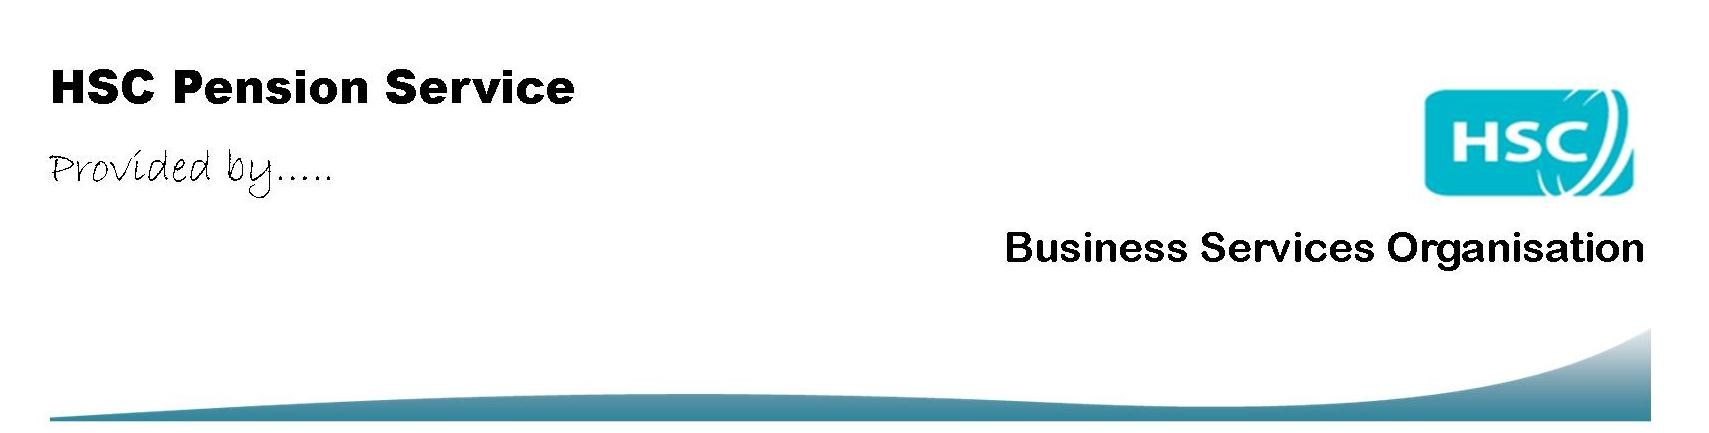 HSC Pension Service
Provided by.....
HSC
Business Services Organisation